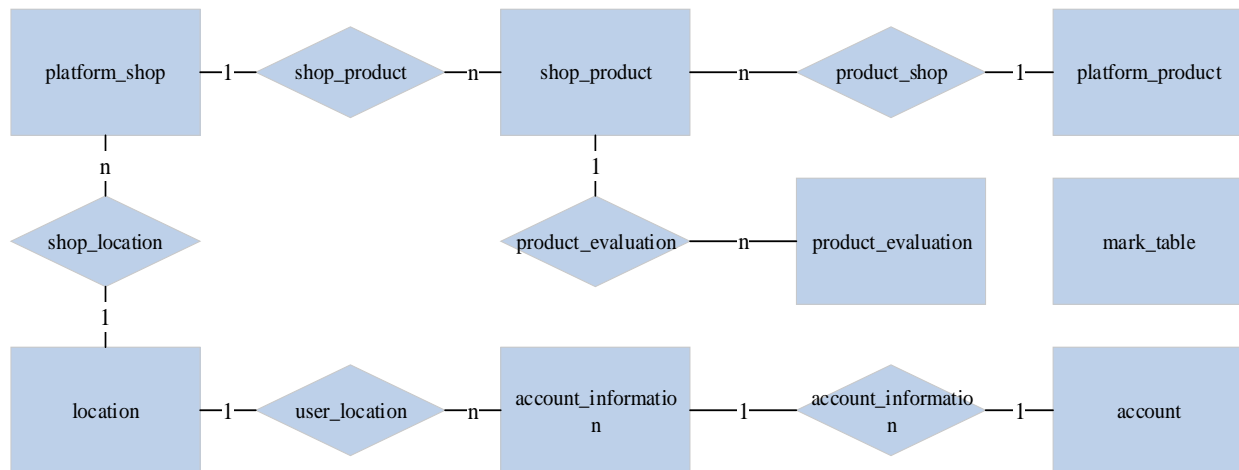 platform_shop 1 shop_product n shop_product n product_shop 1 platform_product
n 1
shop_location product_evaluation n product_evaluation mark_table
1
location 1 user_location n account_informatio
n 1 account_informatio
n 1 account